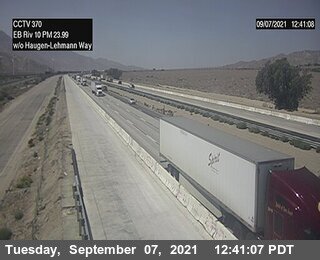 CCTV 370
EB Riv 10 PM 23.99
w/o Haugen-Lehmann Way
09/07/2021 12:41:08
Spirit
Tuesday, September 07, 2021 12:41:07 PDT